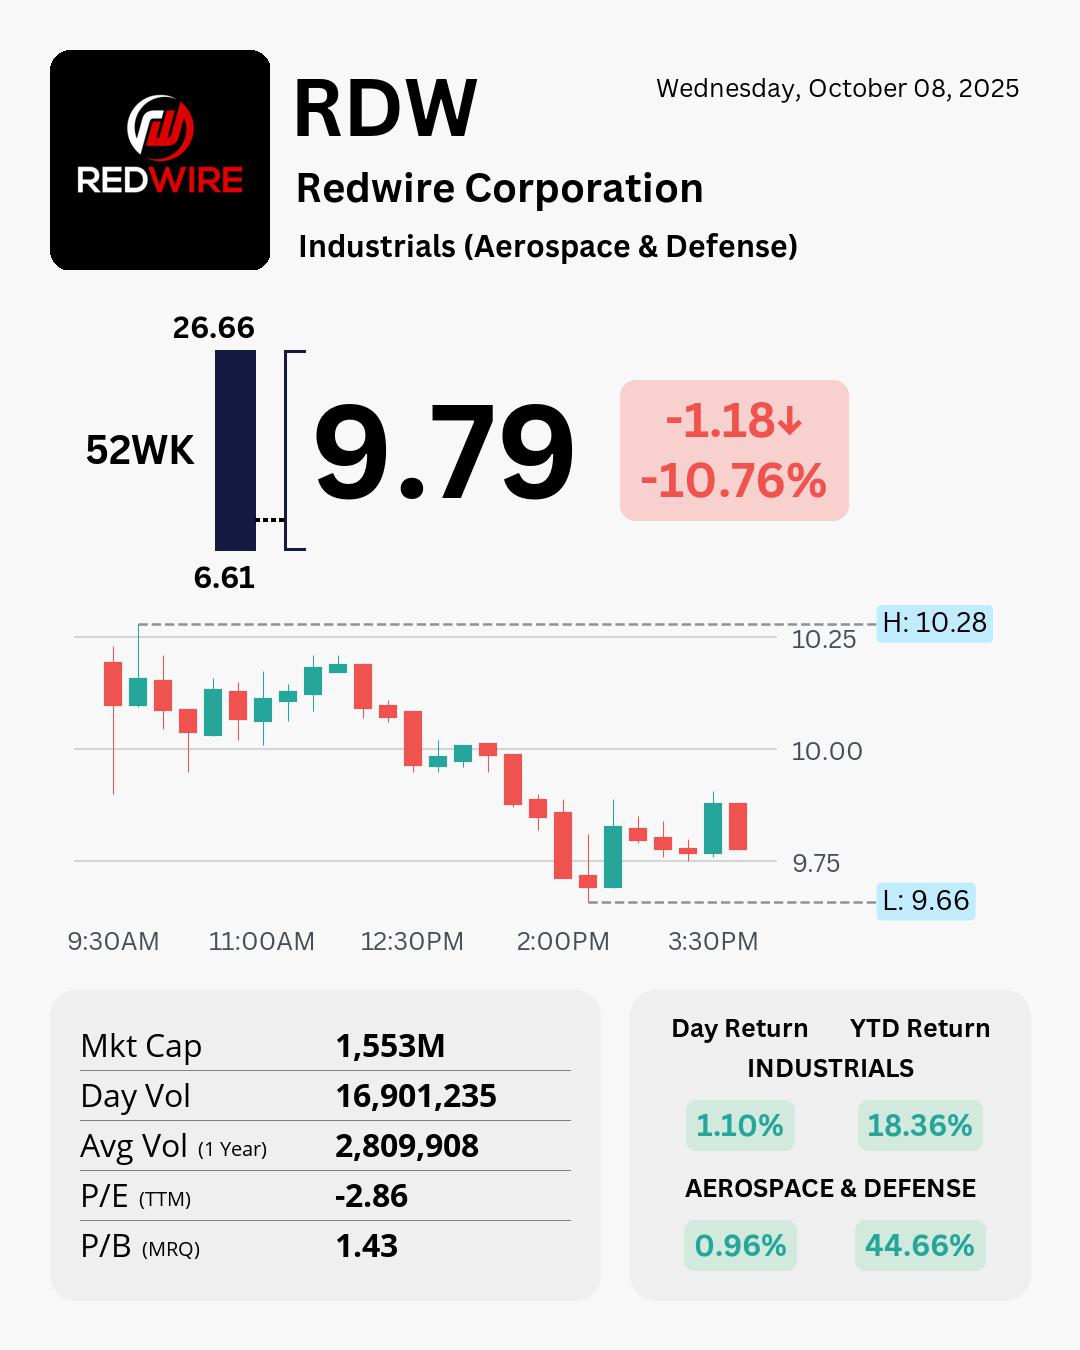 REDWIRE
RDW
Wednesday, October 08, 2025
Redwire Corporation
Industrials (Aerospace & Defense)
26.66
52WK
9.79
-1.18↓
-10.76%
6.61
H: 10.28
10.25
10.00
9.75
L: 9.66
9:30AM 11:00AM 12:30PM 2:00PM 3:30PM
Mkt Cap 1,553M
Day Vol 16,901,235
Avg Vol (1 Year) 2,809,908
P/E (TTM) -2.86
P/B (MRQ) 1.43
Day Return YTD Return
INDUSTRIALS
1.10% 18.36%
AEROSPACE & DEFENSE
0.96% 44.66%